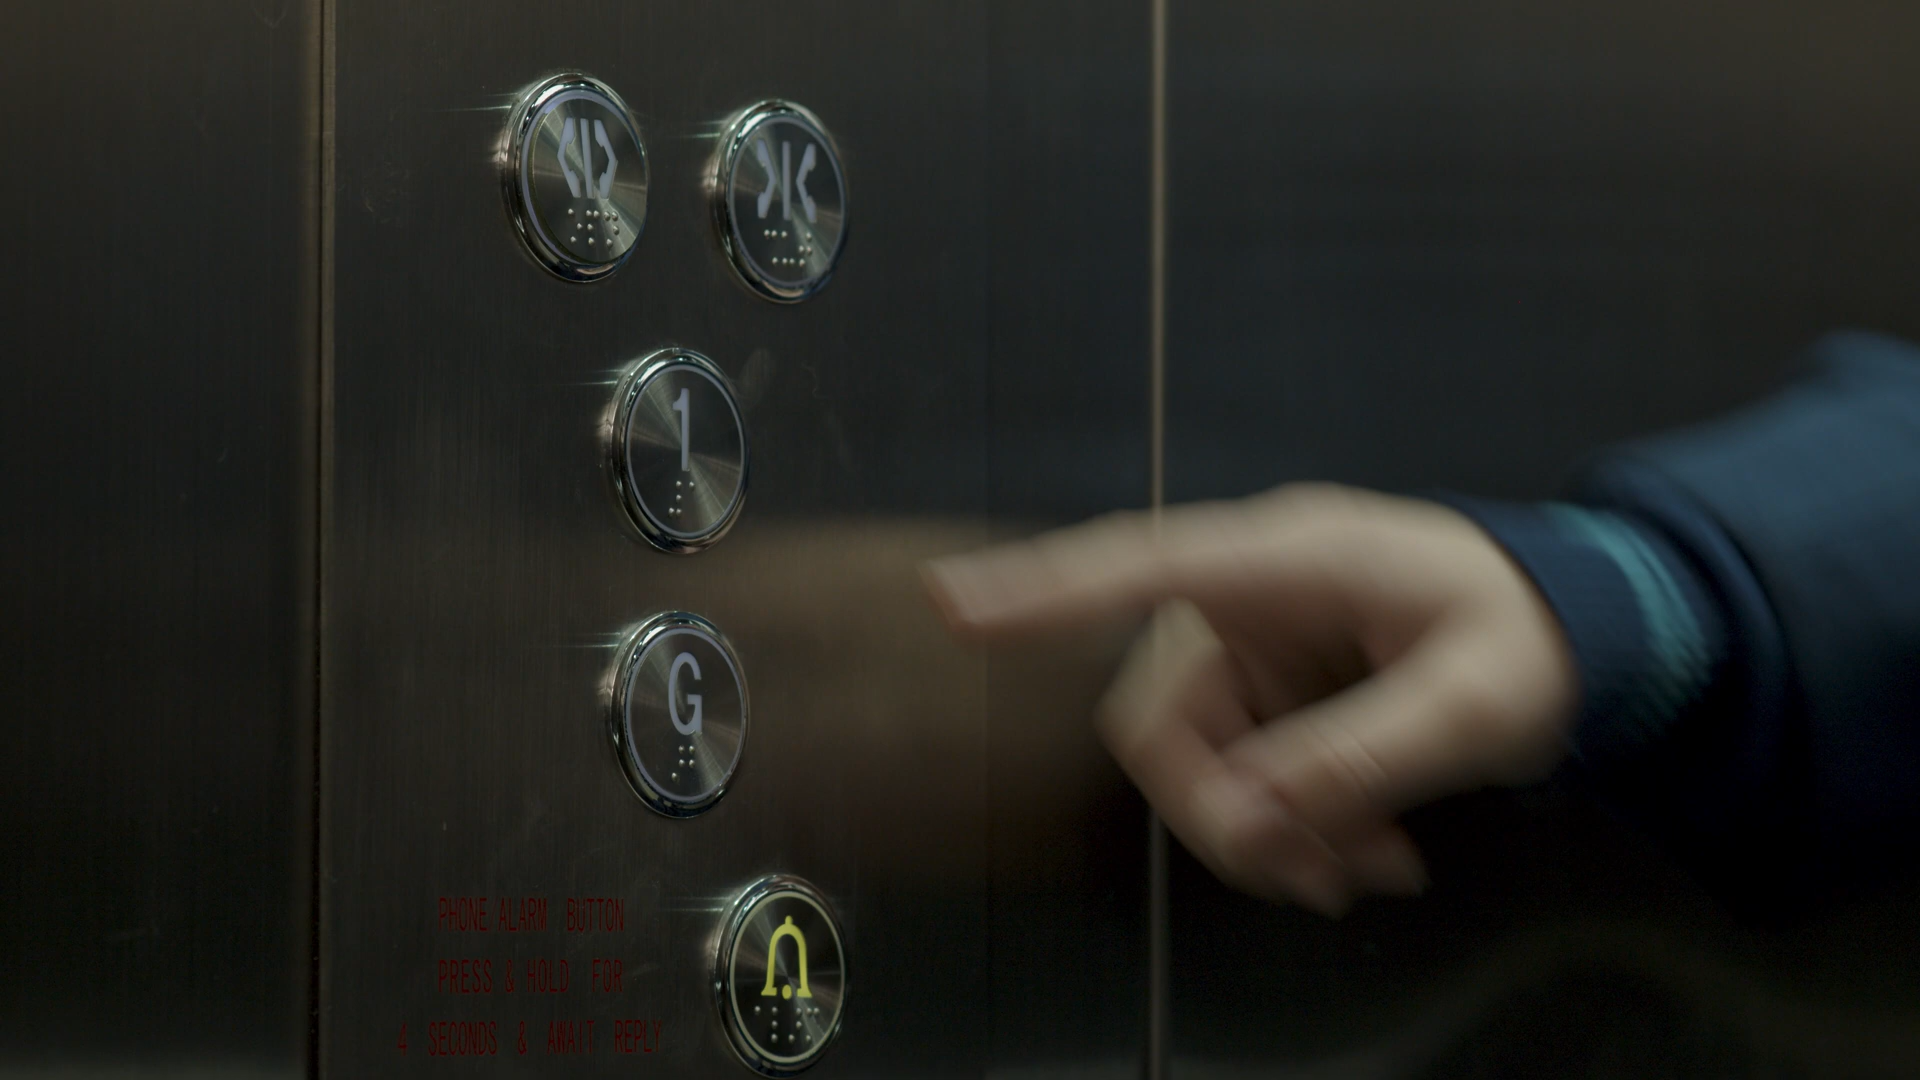 1
G
PHONE/ALARM BUTTON
PRESS & HOLD FOR
4 SECONDS & AWAIT REPLY